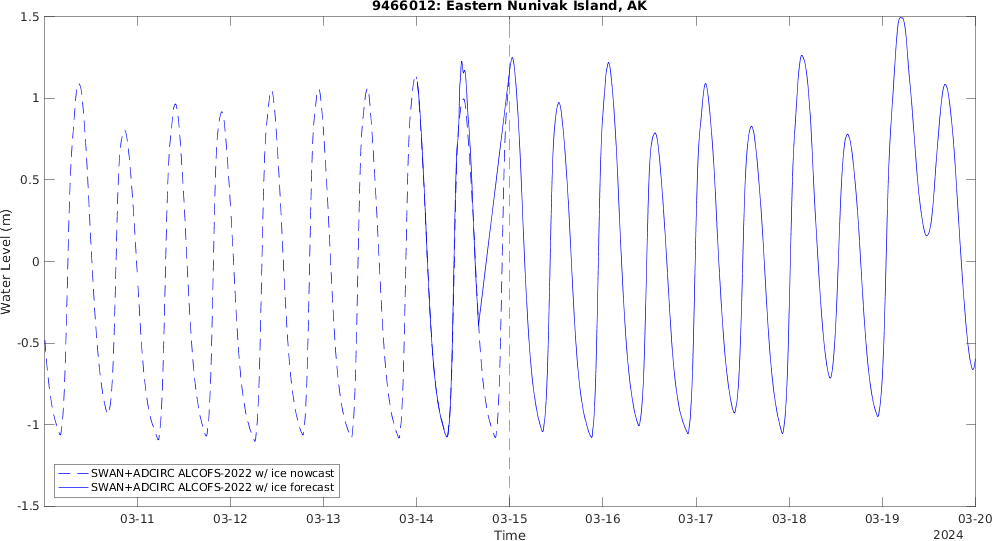 9466012: Eastern Nunivak Island, AK
1.5
1
0.5
0
-0.5
-1
-1.5
Water Level (m)
SWAN+ADCIRC ALCOFS-2022 w/ ice nowcast
SWAN+ADCIRC ALCOFS-2022 w/ ice forecast
03-11 03-12 03-13 03-14 03-15 03-16 03-17 03-18 03-19 03-20
Time
2024